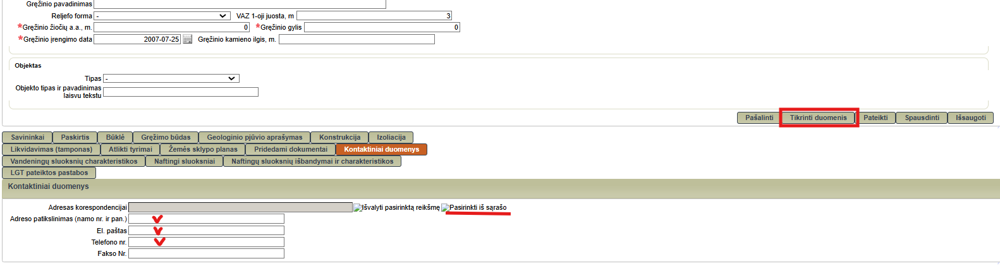 Gręžinio pavadinimas
Reljefo forma - VAZ 1-oji juosta, m 3
*Gręžinio žiočių a.a., m. 0 *Gręžinio gylis 0
*Gręžinio įrengimo data 2007-07-25 Gręžinio kamieno ilgis, m.
Objektas
Tipas -
Objekto tipas ir pavadinimas
laisvu tekstu
Pašalinti Tikrinti duomenis Pateikti Spausdinti Išsaugoti
Savininkai Paskirtis Būklė Gręžimo būdas Geologinio pjūvio aprašymas Konstrukcija Izoliacija
Likvidavimas (tamponas) Atlikti tyrimai Žemės sklypo planas Pridedami dokumentai Kontaktiniai duomenys
Vandeningų sluoksnių charakteristikos Naftingi sluoksniai Naftingų sluoksnių išbandymai ir charakteristikos
LGT pateiktos pastabos
Kontaktiniai duomenys
Adresas korespondencijai Išvalyti pasirinktą reikšmę Pasirinkti iš sąrašo
Adreso patikslinimas (namo nr. ir pan.)
El. paštas
Telefono nr.
Fakso Nr.